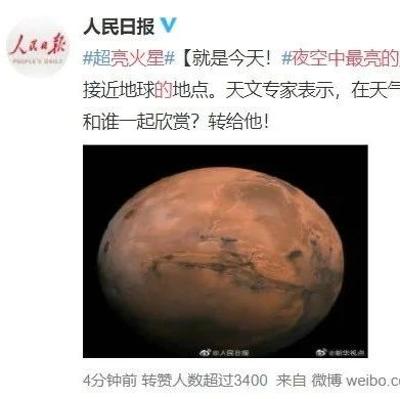 人民日报
人民日报
PEOPLE'S DAILY
#超亮火星#【就是今天！#夜空中最亮的
接近地球的地点。天文专家表示，在天气
和谁一起欣赏？转给他！
@人民日报 @新华视点
4分钟前 转赞人数超过3400 来自 微博 weibo.co